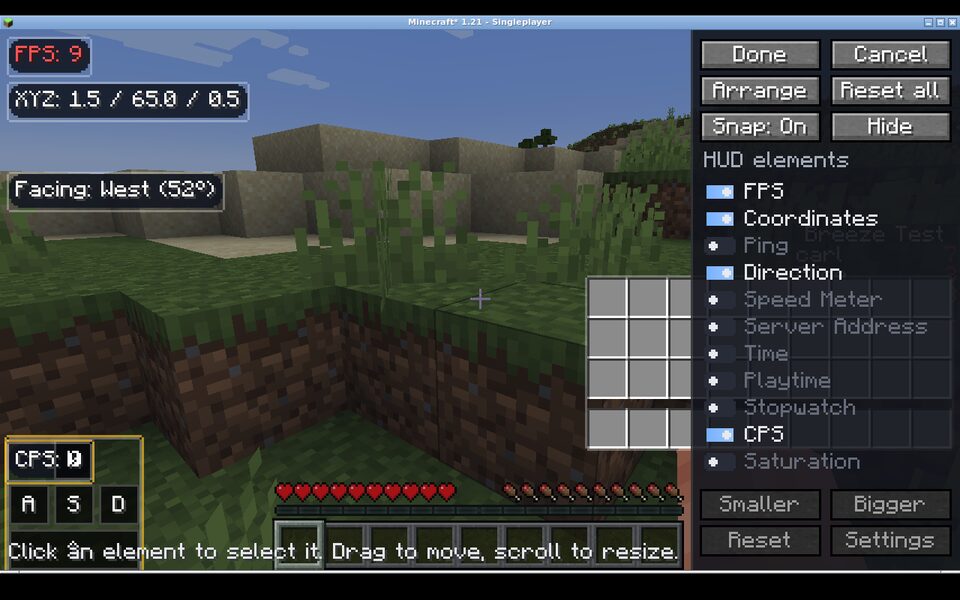 Minecraft* 1.21 - Singleplayer
FPS: 9
XYZ: 1.5 / 65.0 / 0.5
Facing: West (52°)
CPS: 0
A S D
Click an element to select it. Drag to move, scroll to resize.
Done
Cancel
Arrange
Reset all
Snap: On
Hide
HUD elements
FPS
Coordinates
Ping
Direction
Speed Meter
Server Address
Time
Playtime
Stopwatch
CPS
Saturation
Smaller
Bigger
Reset
Settings